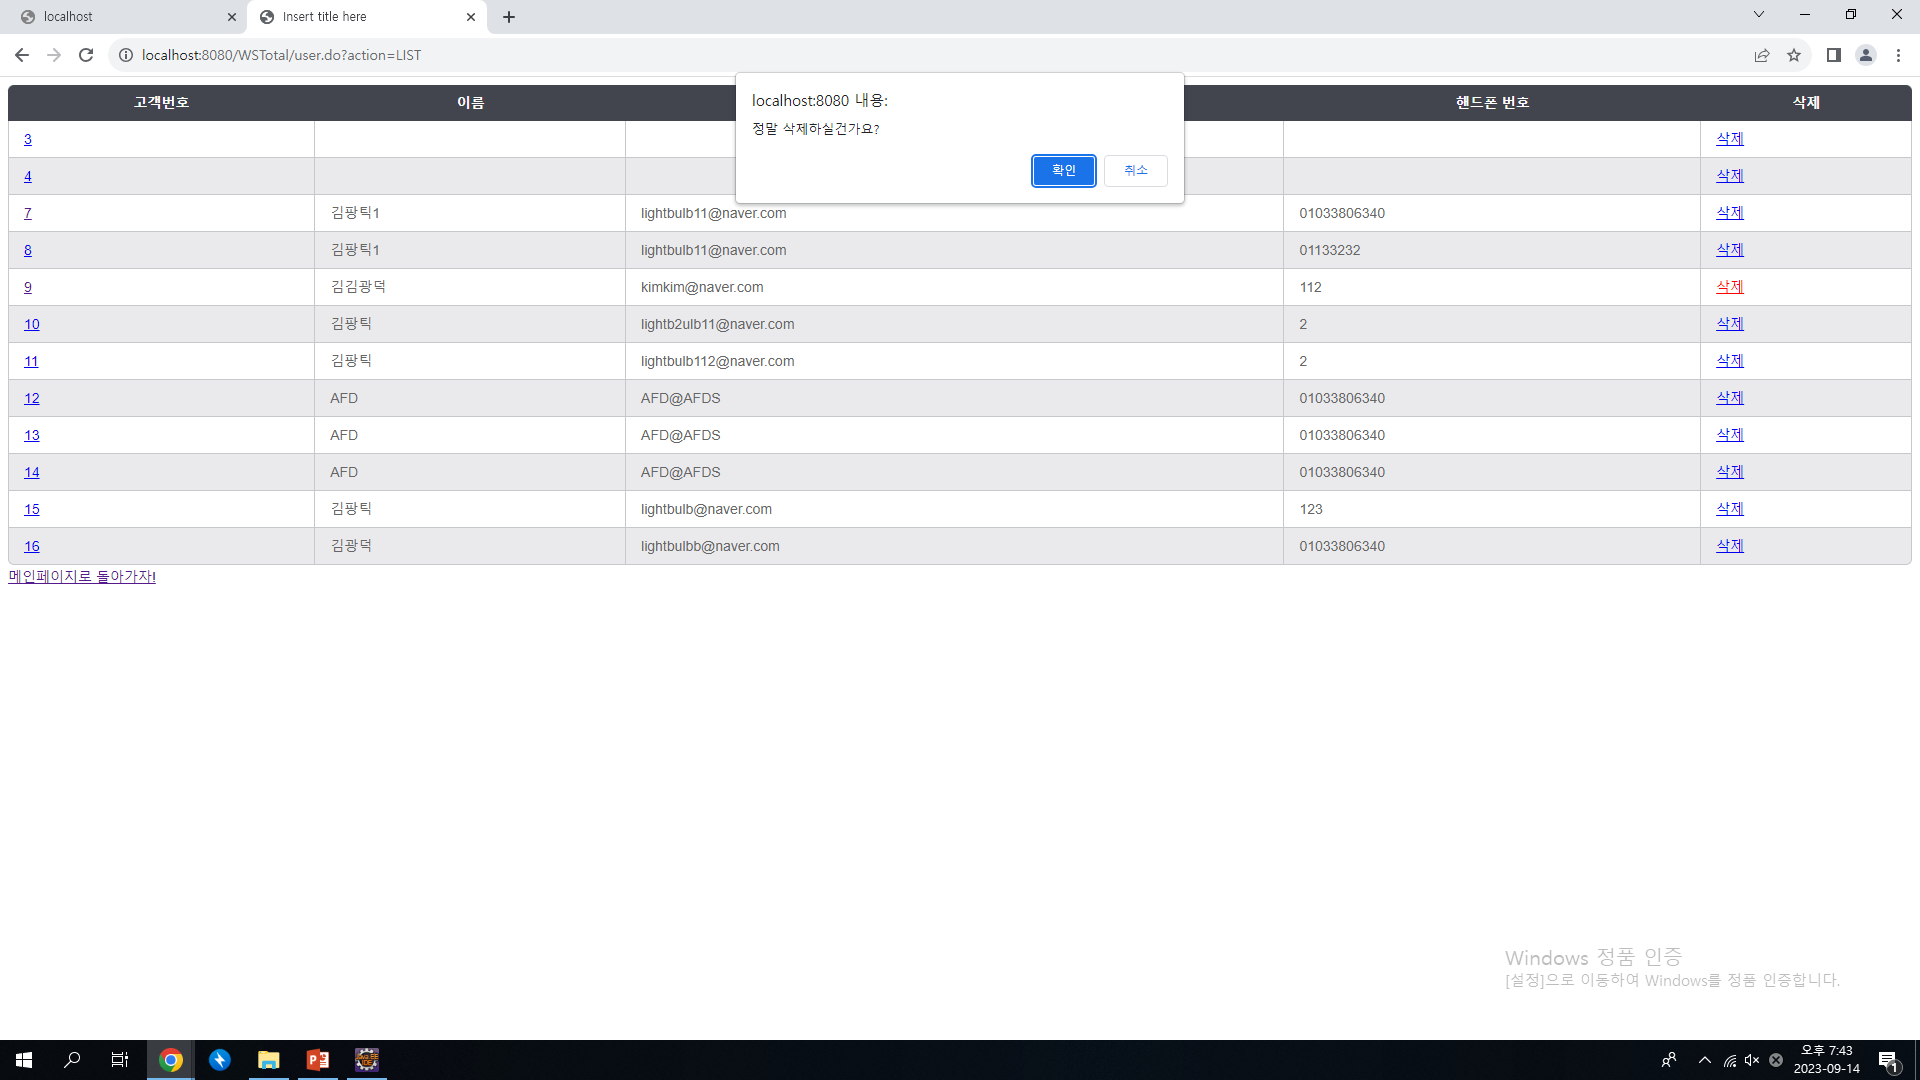 localhost
Insert title here
localhost:8080/WSTotal/user.do?action=LIST
localhost:8080 내용:
정말 삭제하실건가요?
확인 취소
고객번호 이름 헨드폰 번호 삭제
3 삭제
4 삭제
7 김팡틱1 lightbulb11@naver.com 01033806340 삭제
8 김팡틱1 lightbulb11@naver.com 01133232 삭제
9 김김광덕 kimkim@naver.com 112 삭제
10 김팡틱 lightb2ulb11@naver.com 2 삭제
11 김팡틱 lightbulb112@naver.com 2 삭제
12 AFD AFD@AFDS 01033806340 삭제
13 AFD AFD@AFDS 01033806340 삭제
14 AFD AFD@AFDS 01033806340 삭제
15 김팡틱 lightbulb@naver.com 123 삭제
16 김광덕 lightbulbb@naver.com 01033806340 삭제
메인페이지로 돌아가자!
Windows 정품 인증
[설정]으로 이동하여 Windows를 정품 인증합니다.
오후 7:43
2023-09-14
1